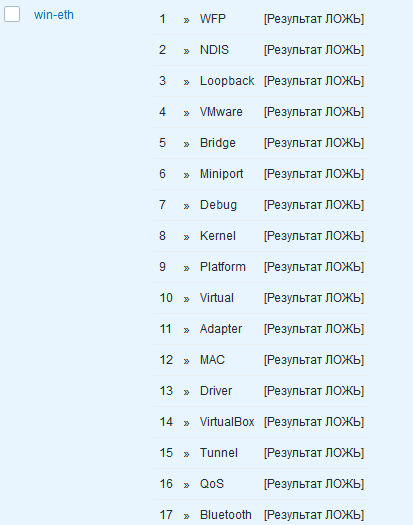 win-eth
1 » WFP [Результат ЛОЖЬ]
2 » NDIS [Результат ЛОЖЬ]
3 » Loopback [Результат ЛОЖЬ]
4 » VMware [Результат ЛОЖЬ]
5 » Bridge [Результат ЛОЖЬ]
6 » Miniport [Результат ЛОЖЬ]
7 » Debug [Результат ЛОЖЬ]
8 » Kernel [Результат ЛОЖЬ]
9 » Platform [Результат ЛОЖЬ]
10 » Virtual [Результат ЛОЖЬ]
11 » Adapter [Результат ЛОЖЬ]
12 » MAC [Результат ЛОЖЬ]
13 » Driver [Результат ЛОЖЬ]
14 » VirtualBox [Результат ЛОЖЬ]
15 » Tunnel [Результат ЛОЖЬ]
16 » QoS [Результат ЛОЖЬ]
17 » Bluetooth [Результат ЛОЖЬ]